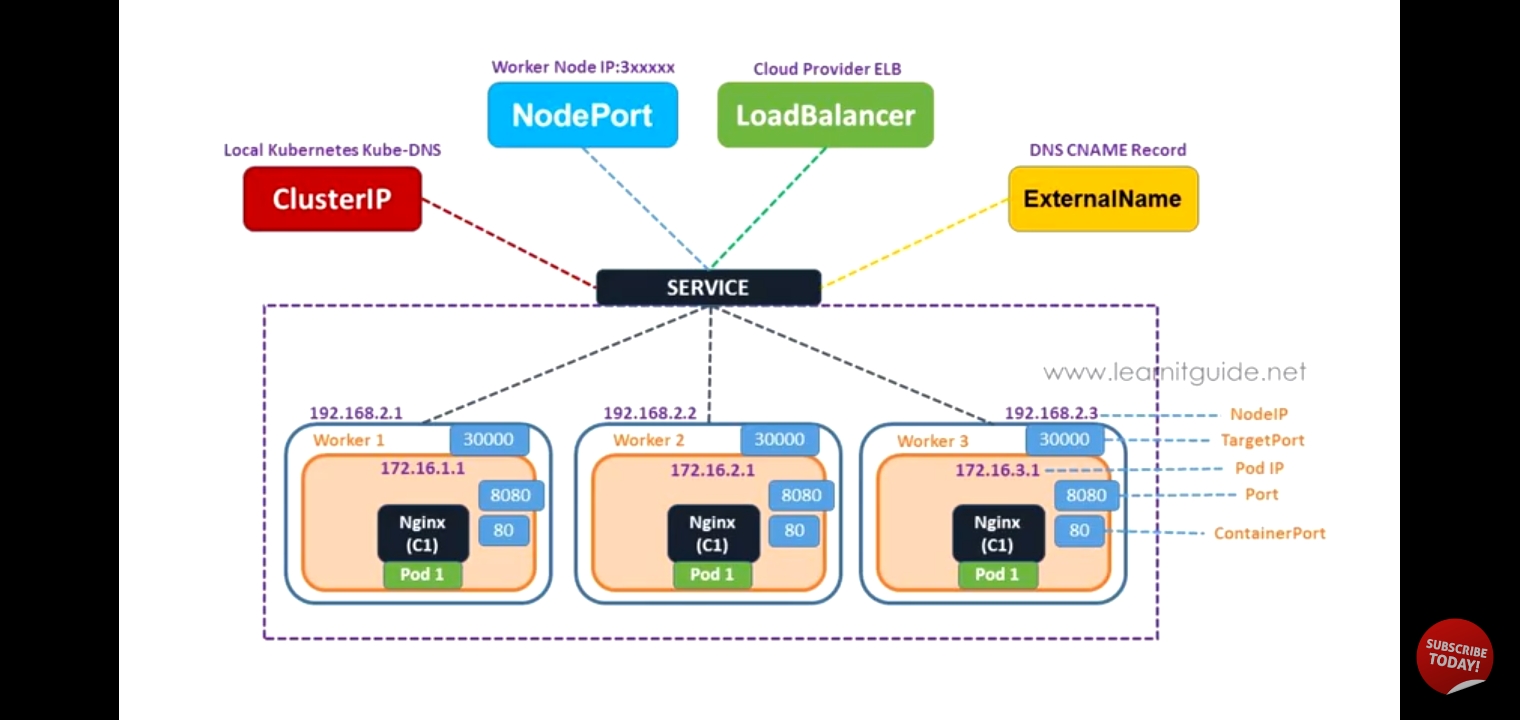 Worker Node IP:3xxxxx
Cloud Provider ELB
NodePort
LoadBalancer
Local Kubernetes Kube-DNS
DNS CNAME Record
ClusterIP
ExternalName
SERVICE
www.learnitguide.net
192.168.2.1
192.168.2.2
192.168.2.3
NodeIP
Worker 1
30000
Worker 2
30000
Worker 3
30000
TargetPort
172.16.1.1
172.16.2.1
172.16.3.1
Pod IP
8080
8080
8080
Port
Nginx
(C1)
80
Nginx
(C1)
80
Nginx
(C1)
80
ContainerPort
Pod 1
Pod 1
Pod 1
SUBSCRIBE
TODAY!